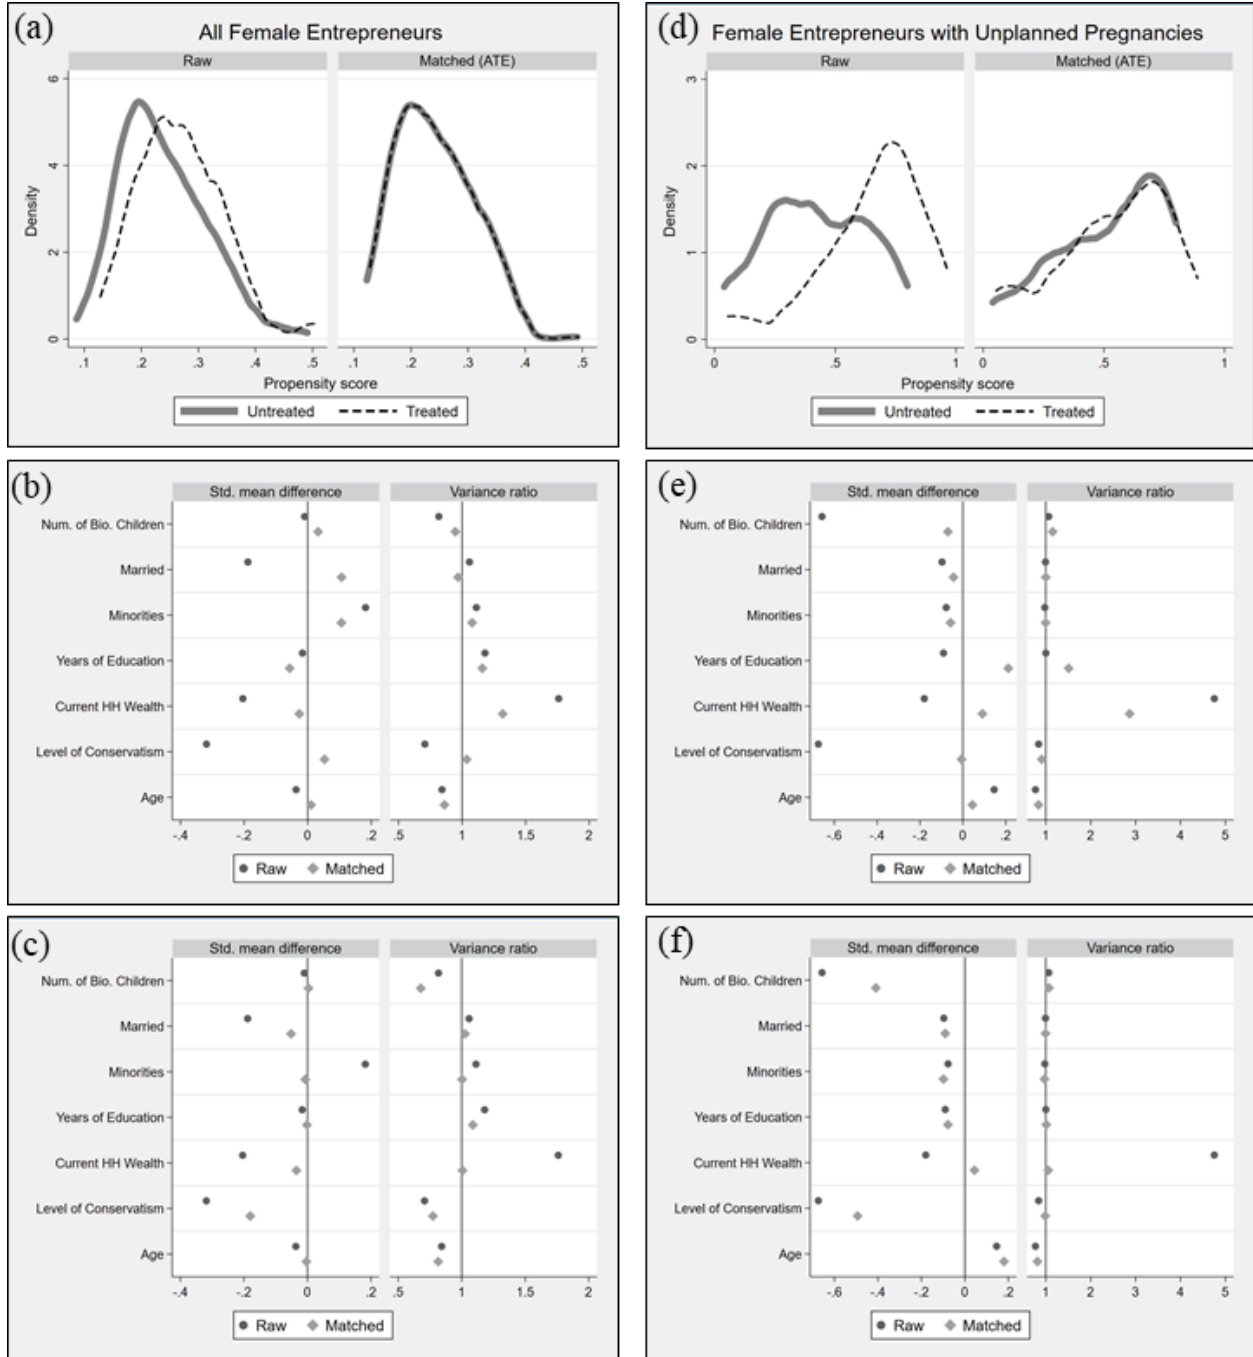 (a)
All Female Entrepreneurs
Raw
Matched (ATE)
Density
0 2 4 6
.1 .2 .3 .4 .5
.1 .2 .3 .4 .5
Propensity score
Untreated
Treated
(d)
Female Entrepreneurs with Unplanned Pregnancies
Raw
Matched (ATE)
Density
0 1 2 3
0 .5 1
0 .5 1
Propensity score
Untreated
Treated
(b)
Std. mean difference
Variance ratio
Num. of Bio. Children
Married
Minorities
Years of Education
Current HH Wealth
Level of Conservatism
Age
-.4 -.2 0 .2
.5 1 1.5 2
Raw
Matched
(e)
Std. mean difference
Variance ratio
Num. of Bio. Children
Married
Minorities
Years of Education
Current HH Wealth
Level of Conservatism
Age
-.6 -.4 -.2 0 .2
1 2 3 4 5
Raw
Matched
(c)
Std. mean difference
Variance ratio
Num. of Bio. Children
Married
Minorities
Years of Education
Current HH Wealth
Level of Conservatism
Age
-.4 -.2 0 .2
.5 1 1.5 2
Raw
Matched
(f)
Std. mean difference
Variance ratio
Num. of Bio. Children
Married
Minorities
Years of Education
Current HH Wealth
Level of Conservatism
Age
-.6 -.4 -.2 0 .2
1 2 3 4 5
Raw
Matched